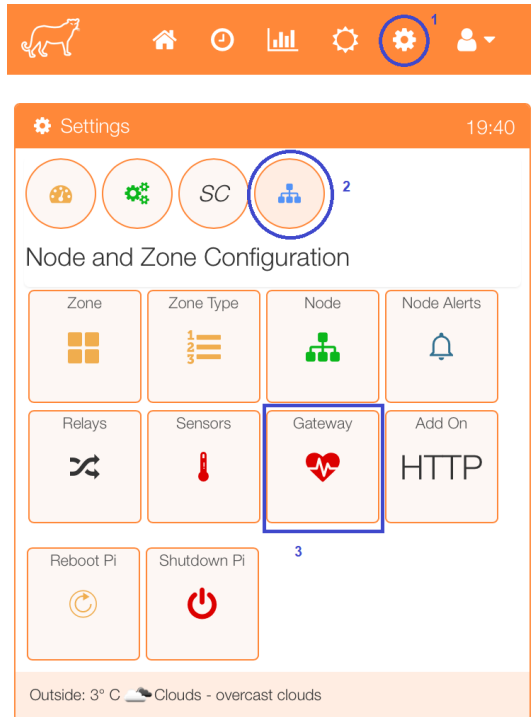 1
Settings 19:40
SC 2
Node and Zone Configuration
Zone Zone Type Node Node Alerts
1
2
3
Relays Sensors Gateway Add On
HTTP
3
Reboot Pi Shutdown Pi
Outside: 3° C Clouds - overcast clouds